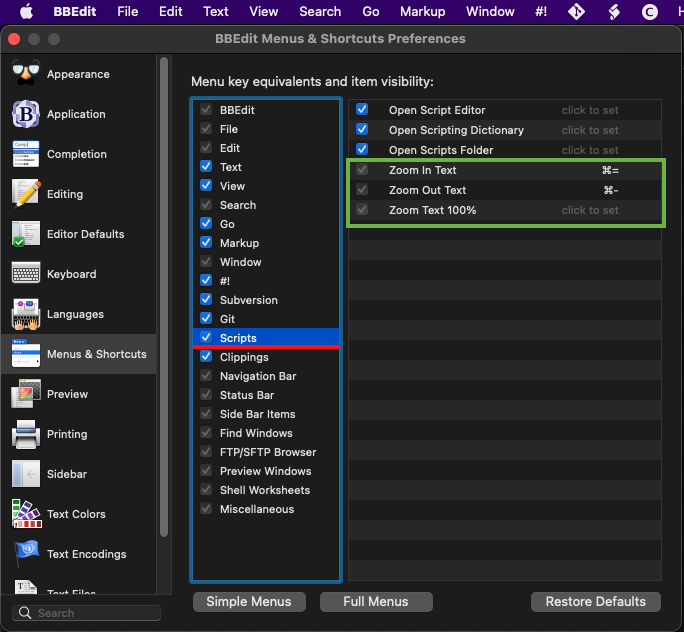 BBEdit File Edit Text View Search Go Markup Window #!
BBEdit Menus & Shortcuts Preferences
Appearance
Application
Completion
Editing
Editor Defaults
Keyboard
Languages
Menus & Shortcuts
Preview
Printing
Sidebar
Text Colors
Text Encodings
Text Files
Search
Menu key equivalents and item visibility:
BBEdit
File
Edit
Text
View
Search
Go
Markup
Window
#!
Subversion
Git
Scripts
Clippings
Navigation Bar
Status Bar
Side Bar Items
Find Windows
FTP/SFTP Browser
Preview Windows
Shell Worksheets
Miscellaneous
Open Script Editor click to set
Open Scripting Dictionary click to set
Open Scripts Folder click to set
Zoom In Text ⌘=
Zoom Out Text ⌘-
Zoom Text 100% click to set
Simple Menus Full Menus Restore Defaults